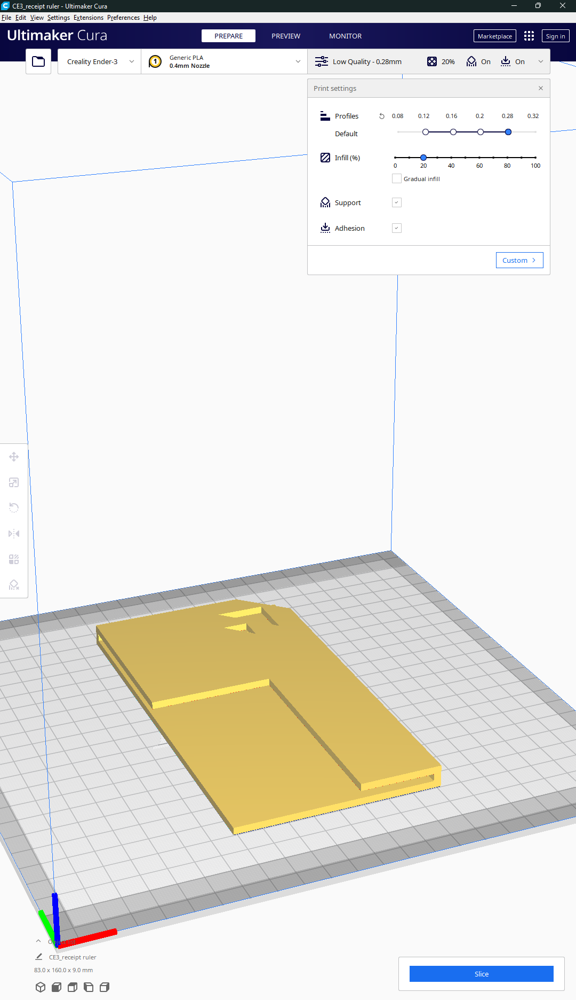 CE3_receipt ruler - Ultimaker Cura
File Edit View Settings Extensions Preferences Help
Ultimaker Cura
PREPARE PREVIEW MONITOR
Marketplace Sign in
Creality Ender-3
1
Generic PLA
0.4mm Nozzle
Low Quality - 0.28mm 20% On On
Print settings
Profiles 0.08 0.12 0.16 0.2 0.28 0.32
Default
Infill (%)
0 20 40 60 80 100
Gradual infill
Support
Adhesion
Custom
CE3_receipt ruler
83.0 x 160.0 x 9.0 mm
Slice